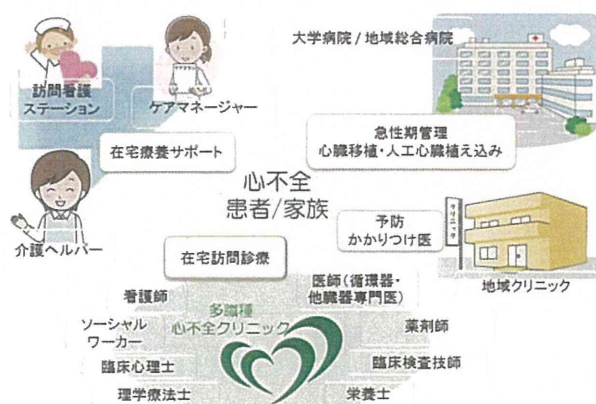 大学病院 / 地域総合病院
訪問看護
ステーション
ケアマネージャー
急性期管理
心臓移植・人工心臓植え込み
在宅療養サポート
心不全
患者/家族
介護ヘルパー
予防
かかりつけ医
クリニック
地域クリニック
在宅訪問診療
看護師
医師(循環器・
他臓器専門医)
多職種
心不全クリニック
ソーシャル
ワーカー
薬剤師
臨床心理士
臨床検査技師
理学療法士
栄養士